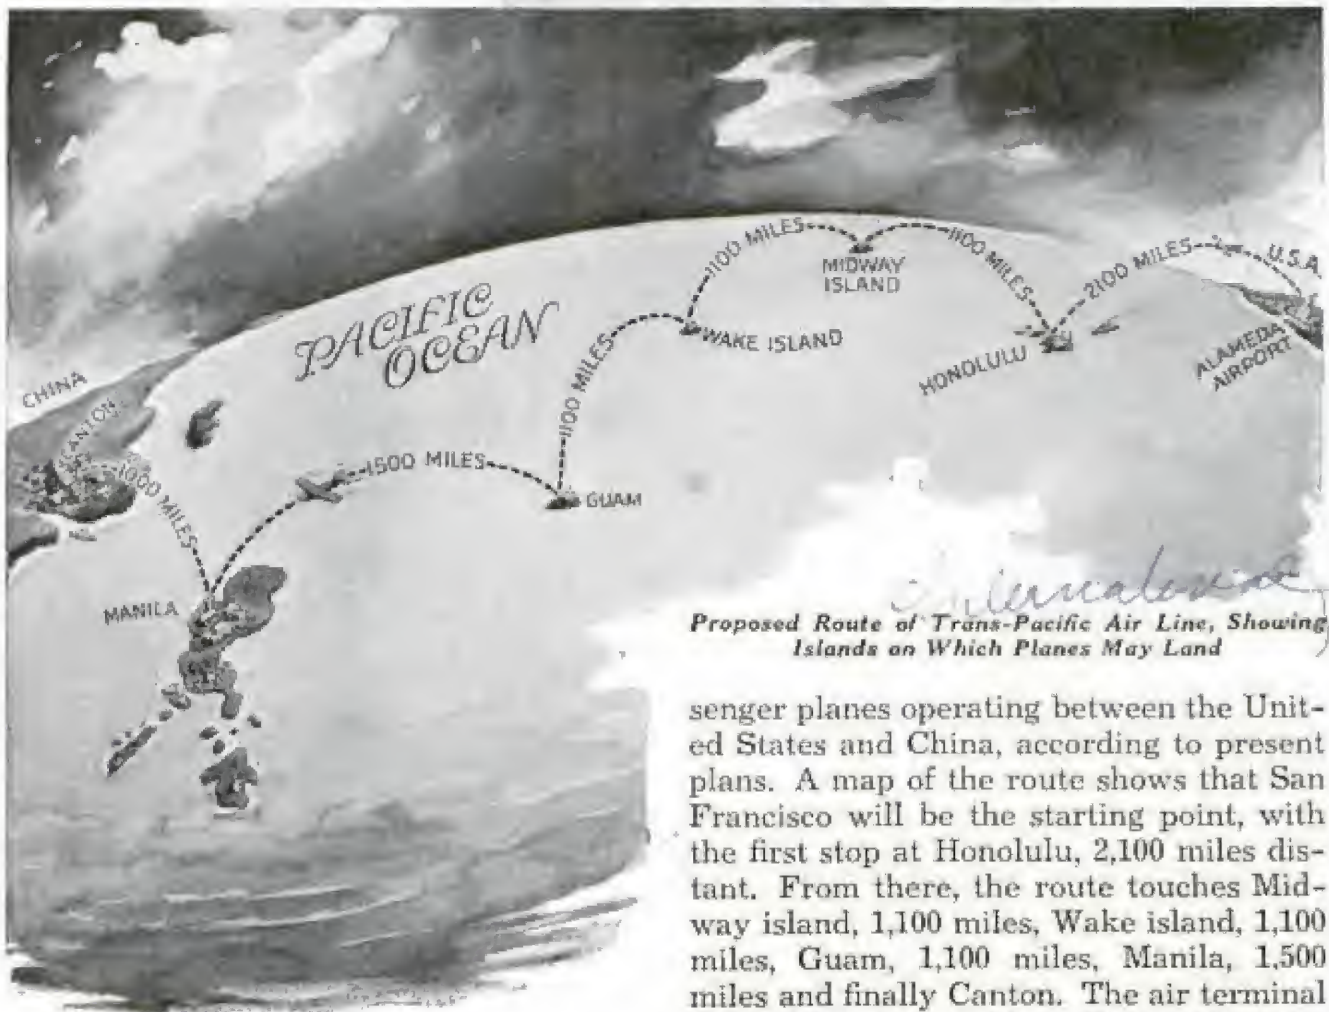 PACIFIC
OCEAN
CHINA
CANTON
1000 MILES
MANILA
1500 MILES
GUAM
1100 MILES
WAKE ISLAND
1100 MILES
MIDWAY
ISLAND
1100 MILES
HONOLULU
2100 MILES
U.S.A.
ALAMEDA
AIRPORT
Proposed Route of Trans-Pacific Air Line, Showing
Islands on Which Planes May Land
senger planes operating between the Unit-
ed States and China, according to present
plans. A map of the route shows that San
Francisco will be the starting point, with
the first stop at Honolulu, 2,100 miles dis-
tant. From there, the route touches Mid-
way island, 1,100 miles, Wake island, 1,100
miles, Guam, 1,100 miles, Manila, 1,500
miles and finally Canton. The air terminal